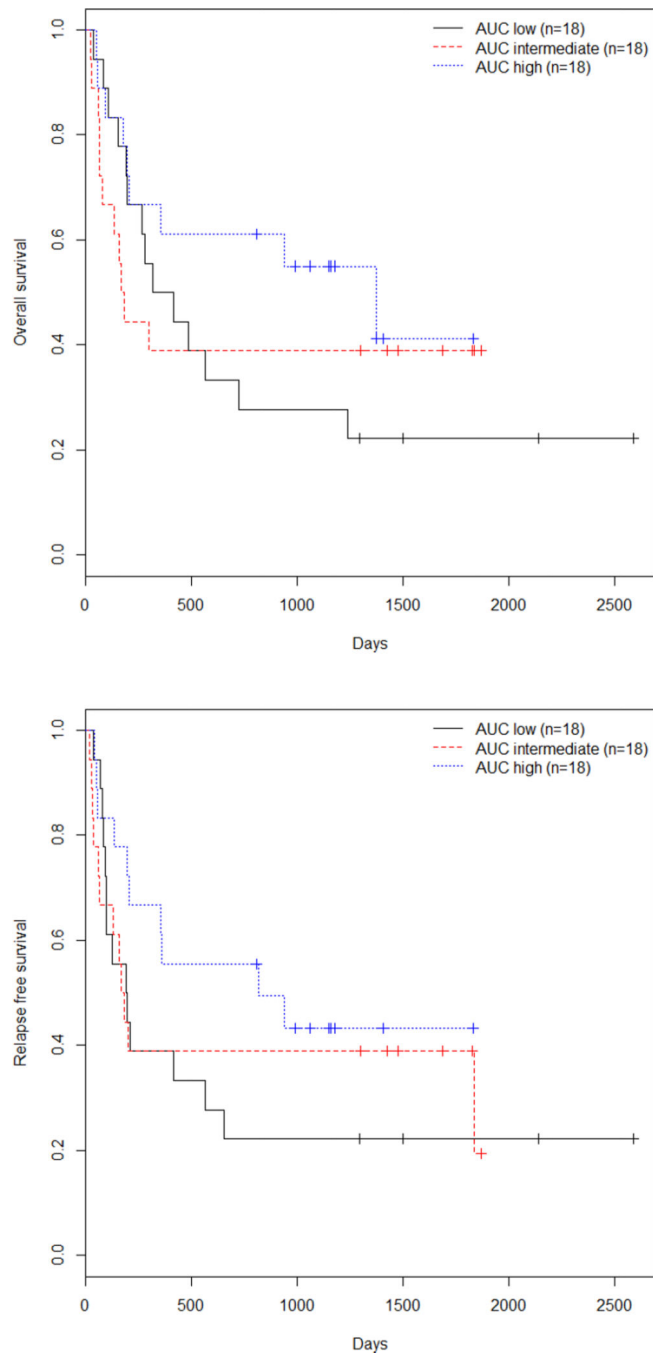 AUC low (n=18)
AUC intermediate (n=18)
AUC high (n=18)
Overall survival
1.0
0.8
0.6
0.4
0.2
0.0
0 500 1000 1500 2000 2500
Days
AUC low (n=18)
AUC intermediate (n=18)
AUC high (n=18)
Relapse free survival
1.0
0.8
0.6
0.4
0.2
0.0
0 500 1000 1500 2000 2500
Days